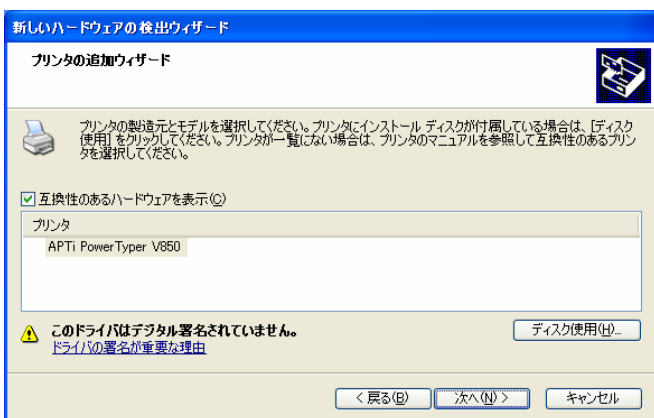 新しいハードウェアの検出ウィザード
プリンタの追加ウィザード
プリンタの製造元とモデルを選択してください。プリンタにインストール ディスクが付属している場合は、[ディスク
使用] をクリックしてください。プリンタが一覧にない場合は、プリンタのマニュアルを参照して互換性のあるプリン
タを選択してください。
互換性のあるハードウェアを表示(C)
プリンタ
APTi PowerTyper V850
このドライバはデジタル署名されていません。
ドライバの署名が重要な理由
ディスク使用(H)...
< 戻る(B)
次へ(N) >
キャンセル